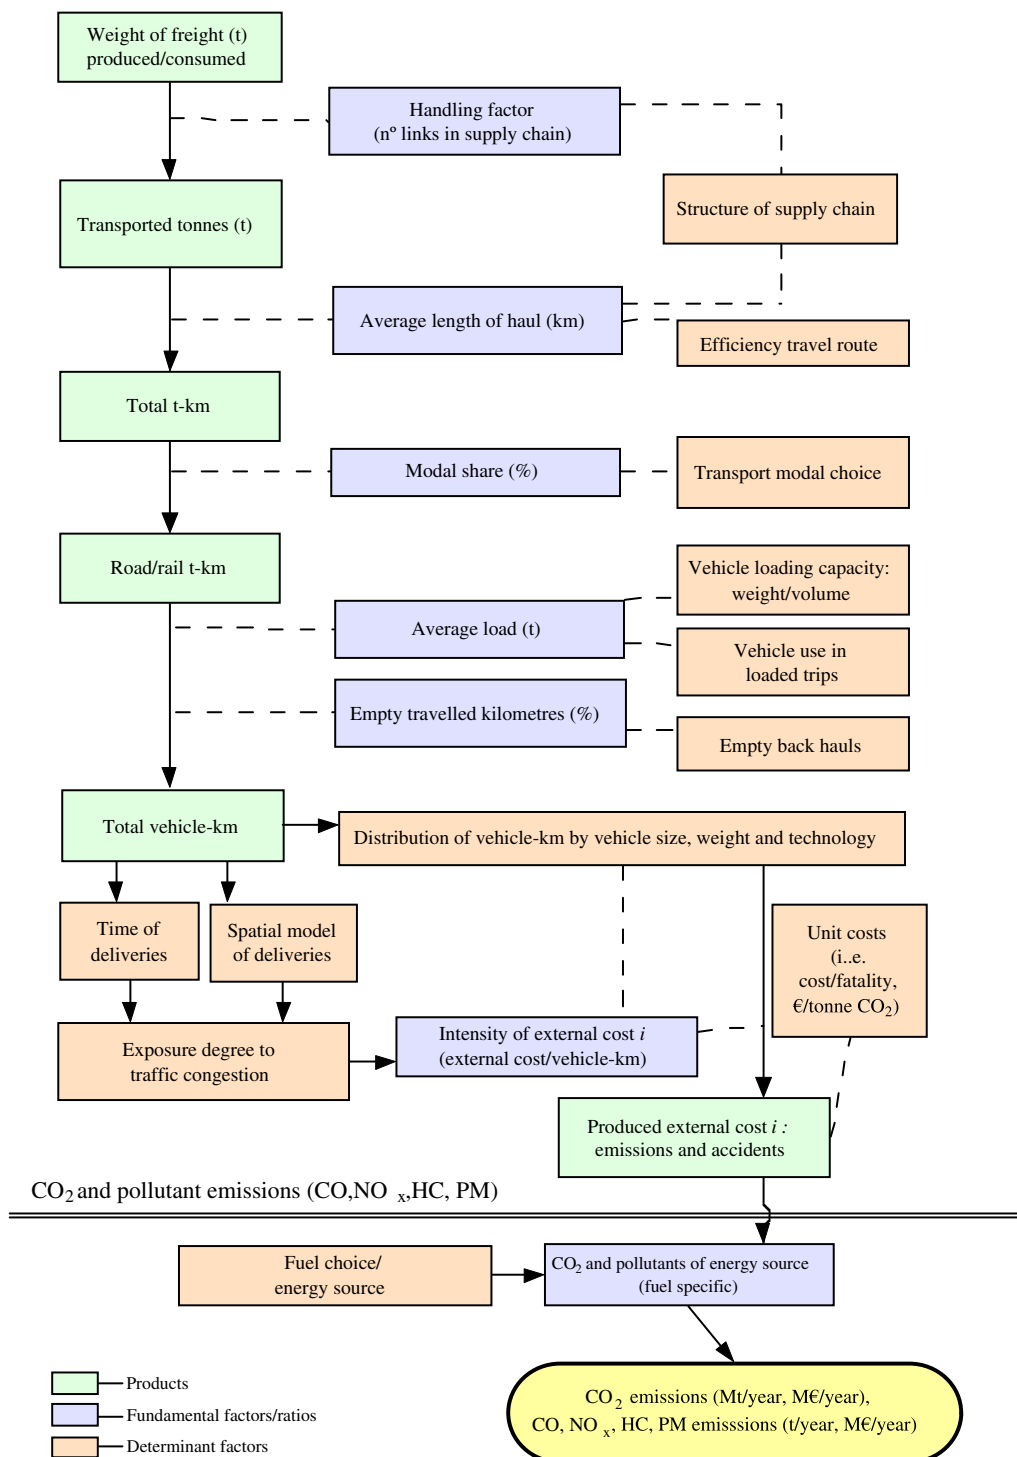 Weight of freight (t)
produced/consumed
Handling factor
(nº links in supply chain)
Structure of supply chain
Transported tonnes (t)
Average length of haul (km)
Efficiency travel route
Total t-km
Modal share (%)
Transport modal choice
Road/rail t-km
Vehicle loading capacity:
weight/volume
Average load (t)
Vehicle use in
loaded trips
Empty travelled kilometres (%)
Empty back hauls
Total vehicle-km
Distribution of vehicle-km by vehicle size, weight and technology
Time of
deliveries
Spatial model
of deliveries
Unit costs
(i..e.
cost/fatality,
€/tonne CO2)
Exposure degree to
traffic congestion
Intensity of external cost i
(external cost/vehicle-km)
Produced external cost i :
emissions and accidents
CO2 and pollutant emissions (CO,NO x,HC, PM)
Fuel choice/
energy source
CO2 and pollutants of energy source
(fuel specific)
CO2 emissions (Mt/year, M€/year),
CO, NOx, HC, PM emisssions (t/year, M€/year)
Products
Fundamental factors/ratios
Determinant factors